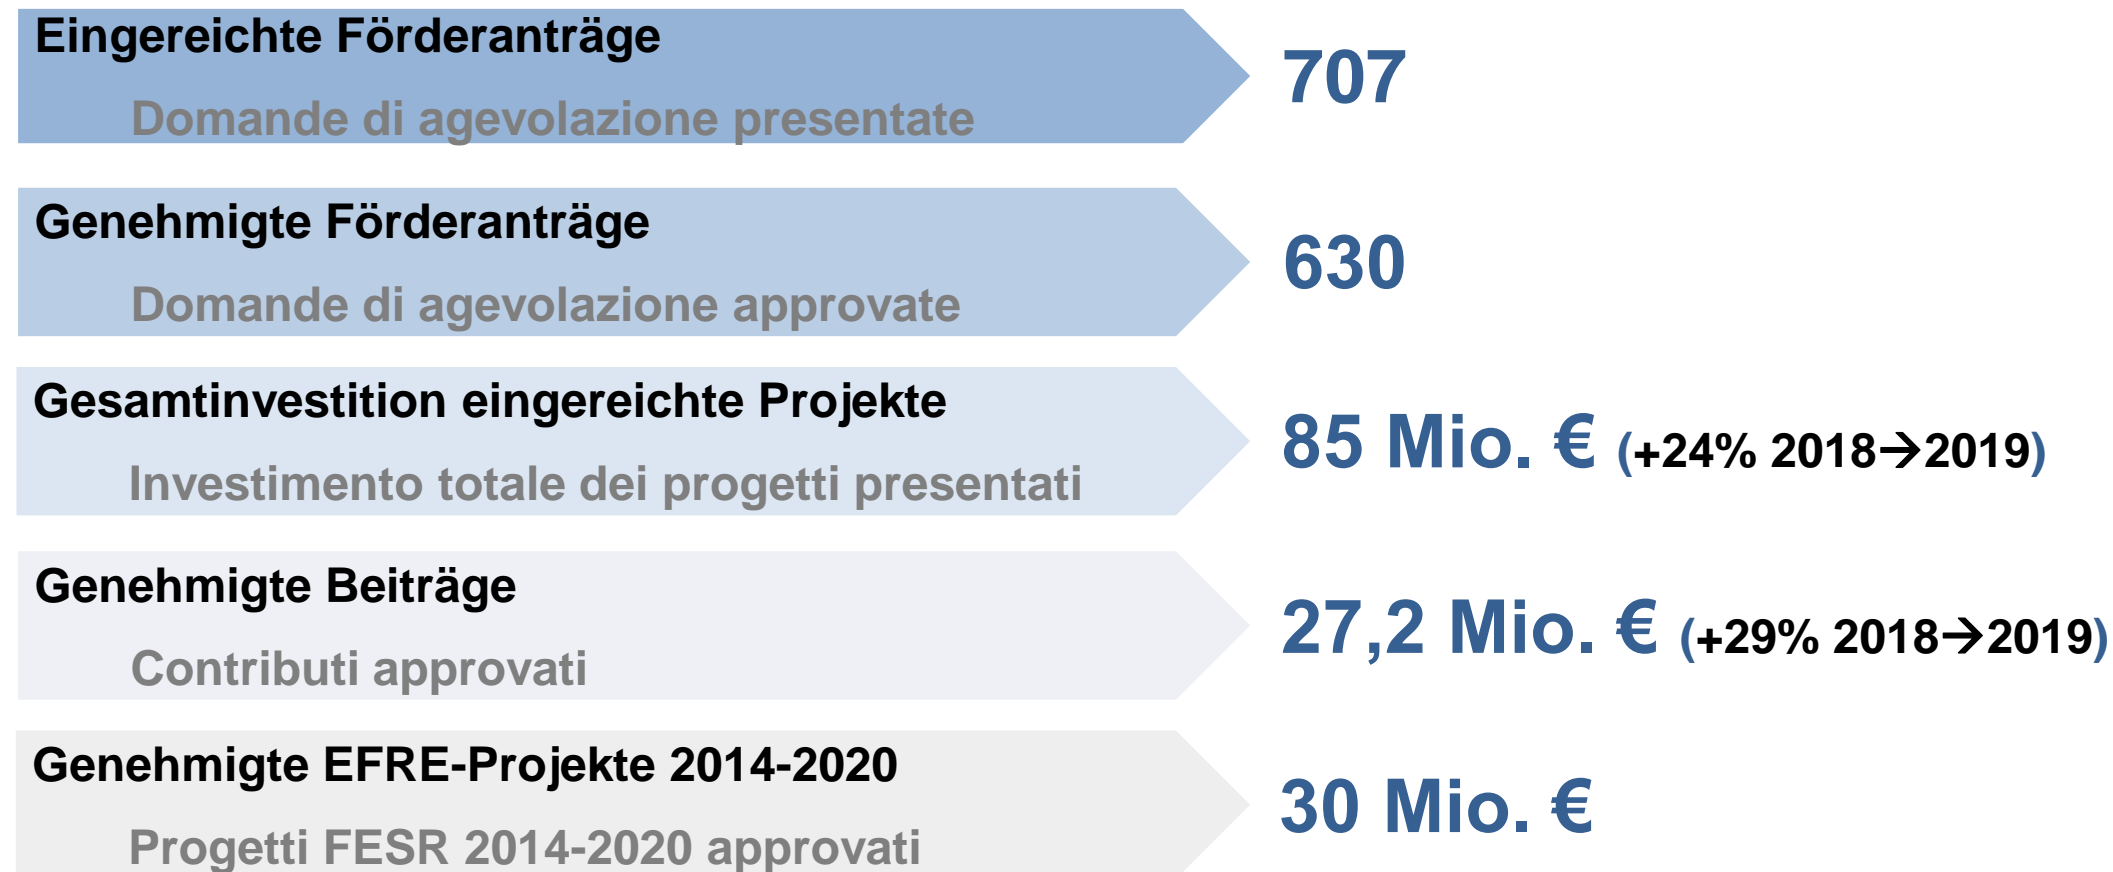 Eingereichte Förderanträge
Domande di agevolazione presentate
707
Genehmigte Förderanträge
Domande di agevolazione approvate
630
Gesamtinvestition eingereichte Projekte
Investimento totale dei progetti presentati
85 Mio. € (+24% 2018→2019)
Genehmigte Beiträge
Contributi approvati
27,2 Mio. € (+29% 2018→2019)
Genehmigte EFRE-Projekte 2014-2020
Progetti FESR 2014-2020 approvati
30 Mio. €